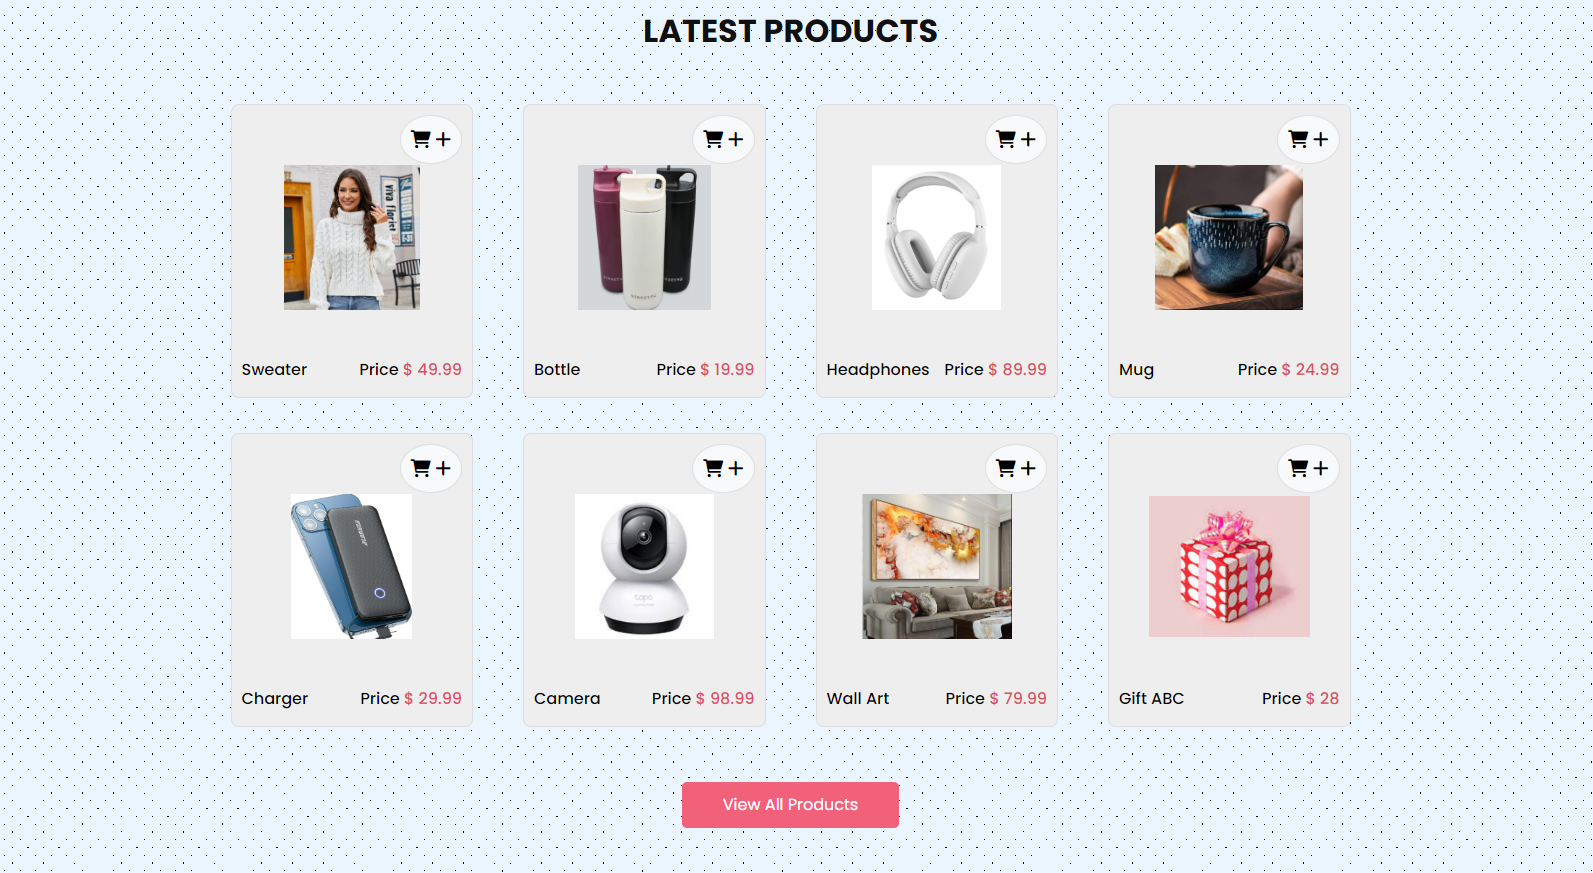 LATEST PRODUCTS
Sweater Price $ 49.99
Bottle Price $ 19.99
Headphones Price $ 89.99
Mug Price $ 24.99
Charger Price $ 29.99
tapo
Camera Price $ 98.99
Wall Art Price $ 79.99
Gift ABC Price $ 28
View All Products